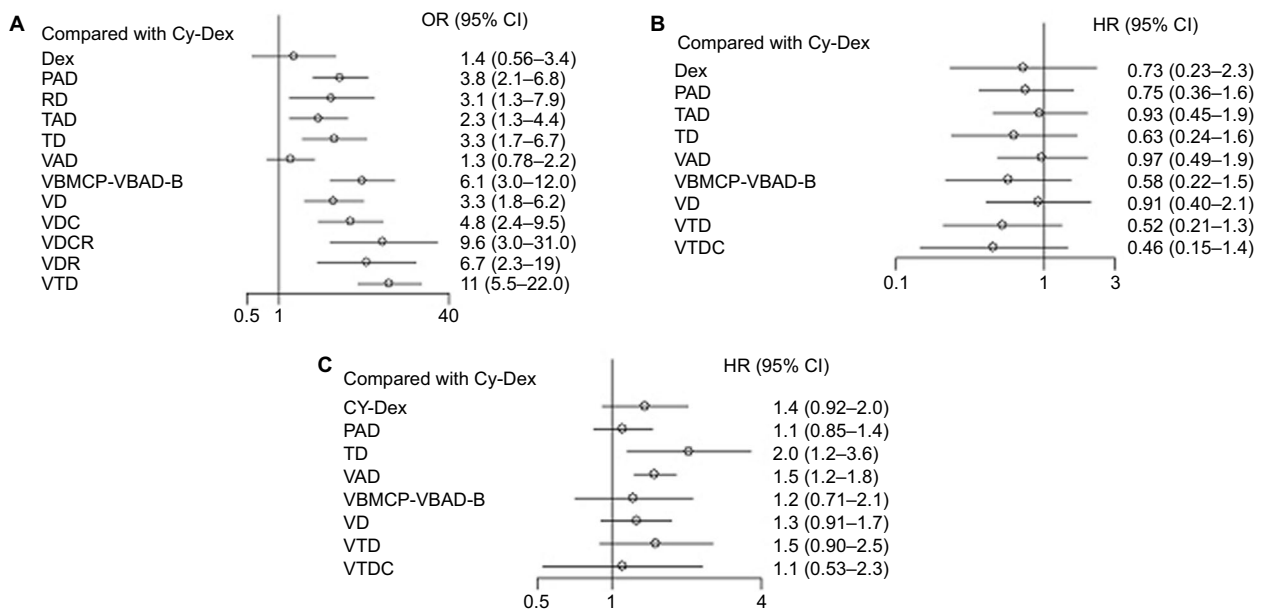 A
Compared with Cy-Dex OR (95% CI)
Dex 1.4 (0.56–3.4)
PAD 3.8 (2.1–6.8)
RD 3.1 (1.3–7.9)
TAD 2.3 (1.3–4.4)
TD 3.3 (1.7–6.7)
VAD 1.3 (0.78–2.2)
VBMCP-VBAD-B 6.1 (3.0–12.0)
VD 3.3 (1.8–6.2)
VDC 4.8 (2.4–9.5)
VDCR 9.6 (3.0–31.0)
VDR 6.7 (2.3–19)
VTD 11 (5.5–22.0)
0.5 1 40
B
Compared with Cy-Dex HR (95% CI)
Dex 0.73 (0.23–2.3)
PAD 0.75 (0.36–1.6)
TAD 0.93 (0.45–1.9)
TD 0.63 (0.24–1.6)
VAD 0.97 (0.49–1.9)
VBMCP-VBAD-B 0.58 (0.22–1.5)
VD 0.91 (0.40–2.1)
VTD 0.52 (0.21–1.3)
VTDC 0.46 (0.15–1.4)
0.1 1 3
C
Compared with Cy-Dex HR (95% CI)
CY-Dex 1.4 (0.92–2.0)
PAD 1.1 (0.85–1.4)
TD 2.0 (1.2–3.6)
VAD 1.5 (1.2–1.8)
VBMCP-VBAD-B 1.2 (0.71–2.1)
VD 1.3 (0.91–1.7)
VTD 1.5 (0.90–2.5)
VTDC 1.1 (0.53–2.3)
0.5 1 4